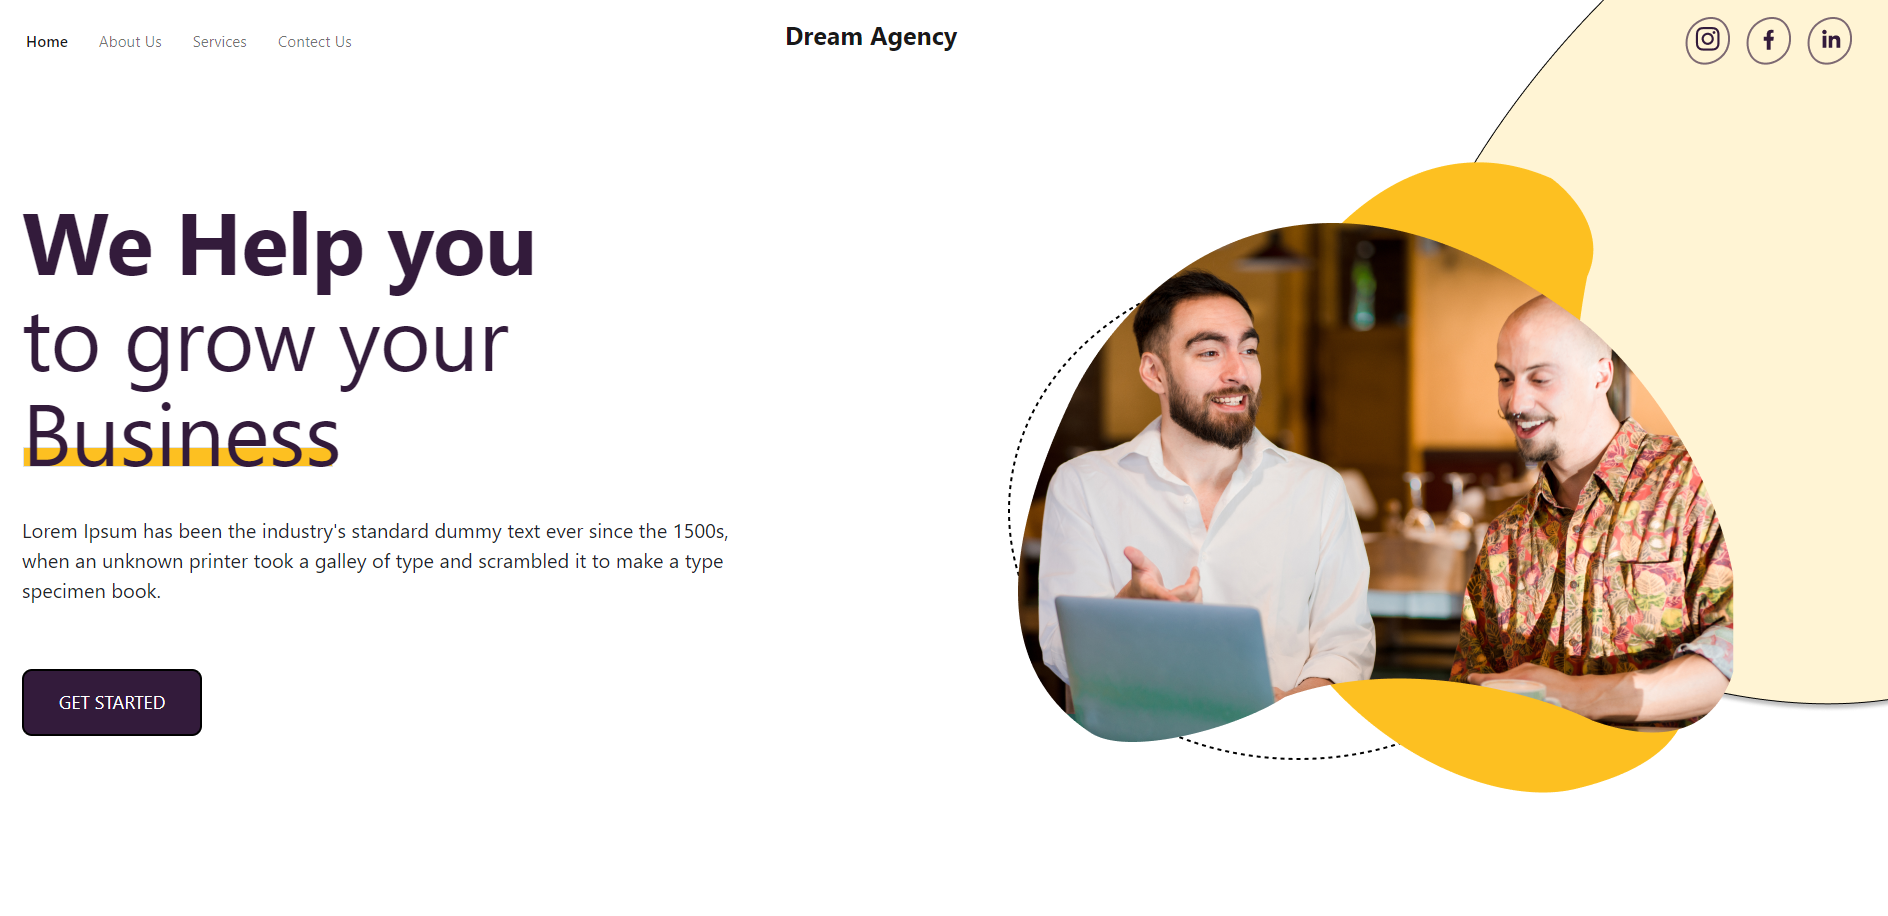 Home About Us Services Contact Us
Dream Agency
We Help you
to grow your
Business
Lorem Ipsum has been the industry's standard dummy text ever since the 1500s,
when an unknown printer took a galley of type and scrambled it to make a type
specimen book.
GET STARTED